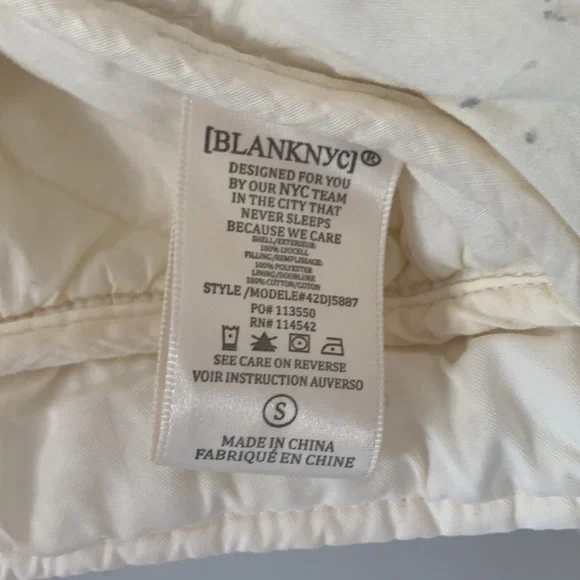 [BLANKNYC]®
DESIGNED FOR YOU
BY OUR NYC TEAM
IN THE CITY THAT
NEVER SLEEPS
BECAUSE WE CARE
SHELL/EXTERIEUR:
100% LYOCELL
FILLING/REMPLISSAGE:
100% POLYESTER
LINING/DOUBLURE
100% COTTON/COTON
STYLE /MODELE#42DJ5887
PO# 113550
RN# 114542
SEE CARE ON REVERSE
VOIR INSTRUCTION AUVERSO
S
MADE IN CHINA
FABRIQUÉ EN CHINE